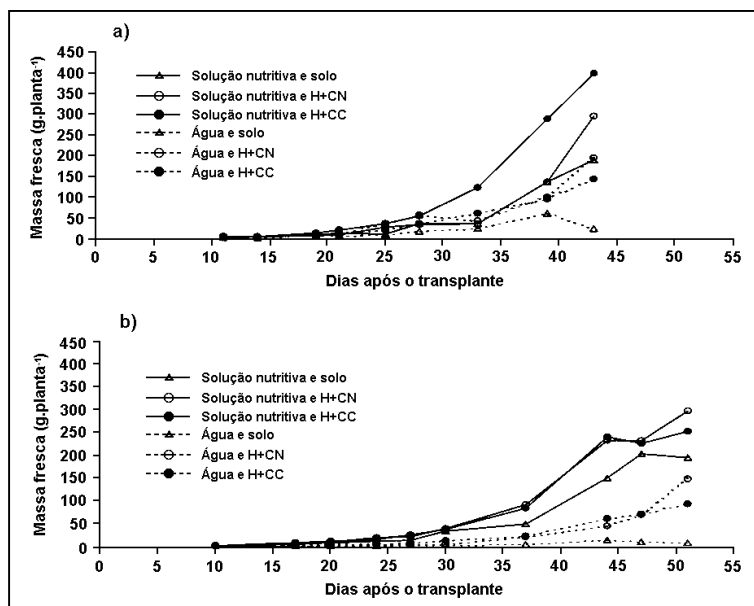 a)
Massa fresca (g.planta⁻¹)
450
400
350
300
250
200
150
100
50
0
Solução nutritiva e solo
Solução nutritiva e H+CN
Solução nutritiva e H+CC
Água e solo
Água e H+CN
Água e H+CC
0 5 10 15 20 25 30 35 40 45 50 55
Dias após o transplante
b)
Massa fresca (g.planta⁻¹)
450
400
350
300
250
200
150
100
50
0
Solução nutritiva e solo
Solução nutritiva e H+CN
Solução nutritiva e H+CC
Água e solo
Água e H+CN
Água e H+CC
0 5 10 15 20 25 30 35 40 45 50 55
Dias após o transplante